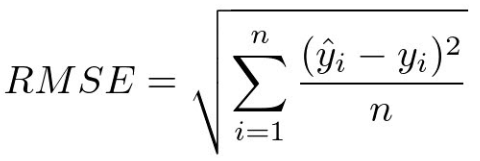 RMSE = \sqrt{\sum_{i=1}^{n} \frac{(\hat{y}_i - y_i)^2}{n}}